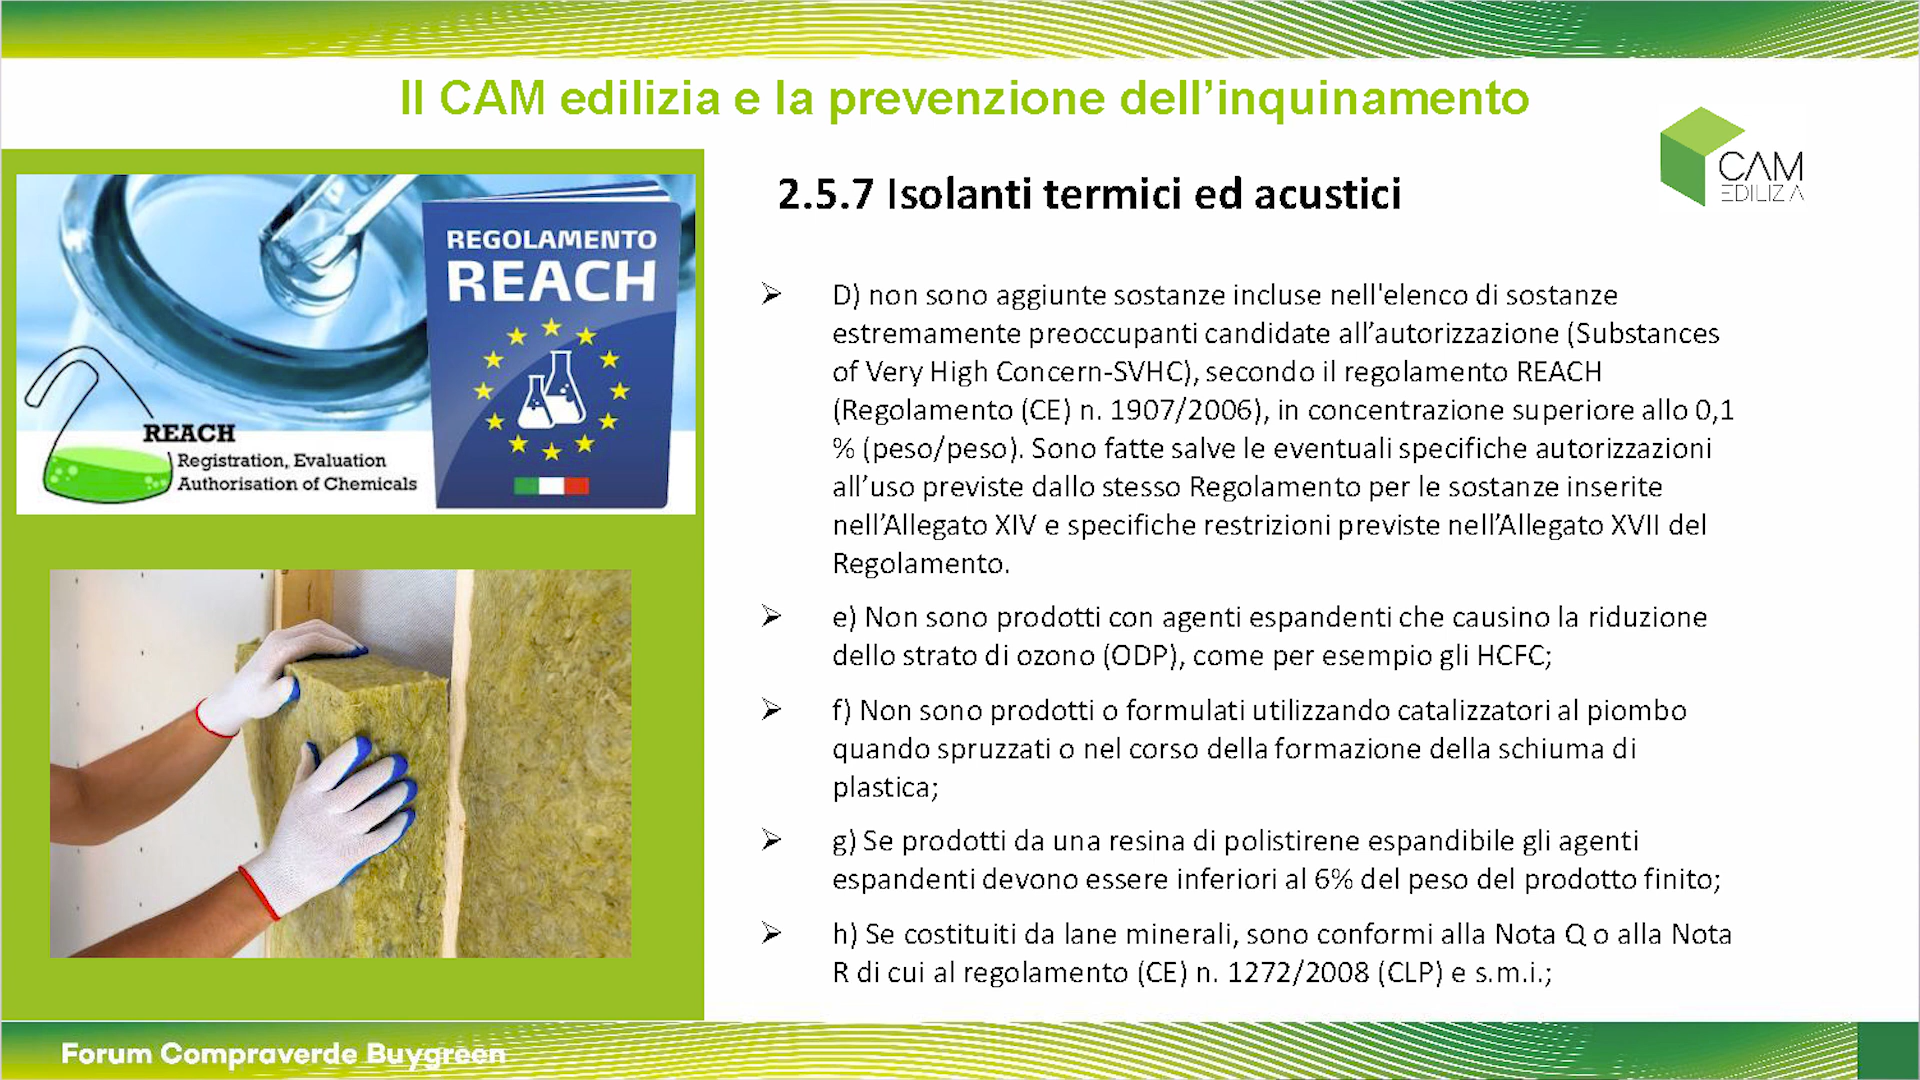 Il CAM edilizia e la prevenzione dell’inquinamento
CAM
EDILIZIA
REGOLAMENTO
REACH
REACH
Registration, Evaluation
Authorisation of Chemicals
2.5.7 Isolanti termici ed acustici
D) non sono aggiunte sostanze incluse nell'elenco di sostanze
estremamente preoccupanti candidate all’autorizzazione (Substances
of Very High Concern-SVHC), secondo il regolamento REACH
(Regolamento (CE) n. 1907/2006), in concentrazione superiore allo 0,1
% (peso/peso). Sono fatte salve le eventuali specifiche autorizzazioni
all’uso previste dallo stesso Regolamento per le sostanze inserite
nell’Allegato XIV e specifiche restrizioni previste nell’Allegato XVII del
Regolamento.
e) Non sono prodotti con agenti espandenti che causino la riduzione
dello strato di ozono (ODP), come per esempio gli HCFC;
f) Non sono prodotti o formulati utilizzando catalizzatori al piombo
quando spruzzati o nel corso della formazione della schiuma di
plastica;
g) Se prodotti da una resina di polistirene espandibile gli agenti
espandenti devono essere inferiori al 6% del peso del prodotto finito;
h) Se costituiti da lane minerali, sono conformi alla Nota Q o alla Nota
R di cui al regolamento (CE) n. 1272/2008 (CLP) e s.m.i.;
Forum Compraverde Buygreen